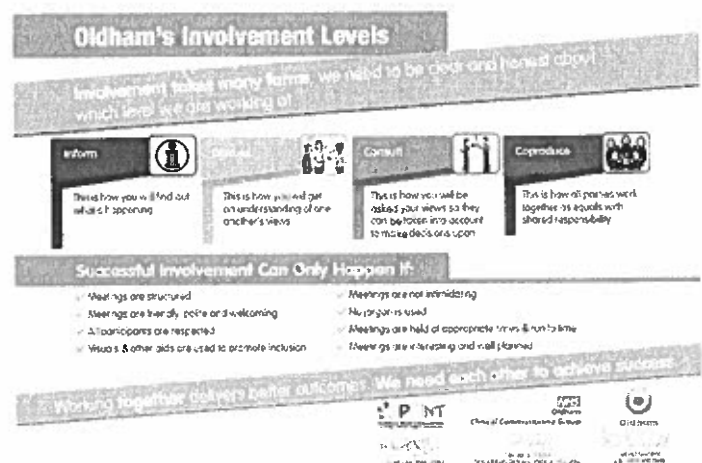 Oldham's Involvement Levels
Involvement takes many forms, we need to be clear and honest about
which level we are working at
Inform
This is how you will find out
what's happening
This is how you will get
an understanding of one
another's views
Consult
This is how you will be
asked your views so they
can be taken into account
to make decisions upon
Coproduce
This is how all parties work
together as equals with
shared responsibility
Successful Involvement Can Only Happen If:
Meetings are structured
Meetings are friendly, polite and welcoming
All participants are respected
Visuals & other aids are used to promote inclusion
Meetings are not intimidating
No jargon is used
Meetings are held at appropriate times & run to time
Meetings are interesting and well planned
Working together delivers better outcomes. We need each other to achieve success
NHS
Oldham
Clinical Commissioning Group
Oldham